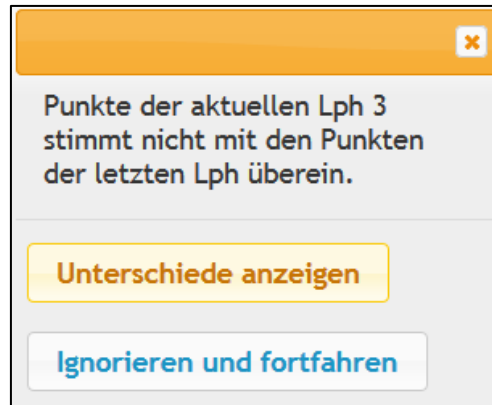 Punkte der aktuellen Lph 3
stimmt nicht mit den Punkten
der letzten Lph überein.
Unterschiede anzeigen
Ignorieren und fortfahren